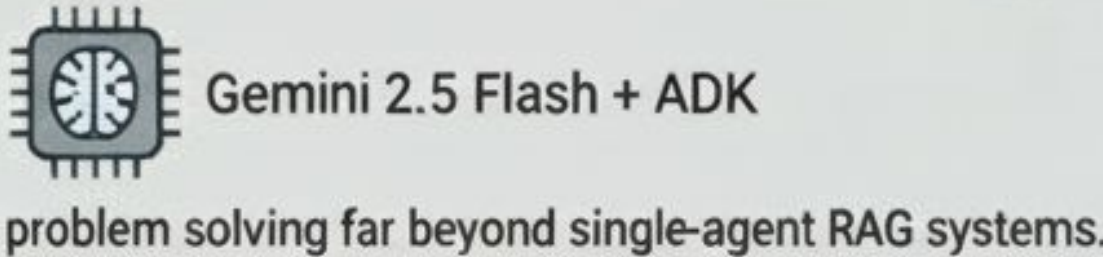 Gemini 2.5 Flash + ADK
problem solving far beyond single-agent RAG systems.